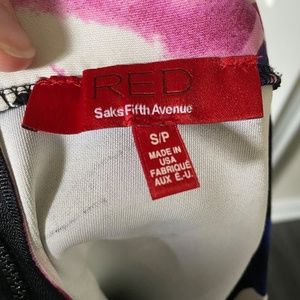 RED
Saks Fifth Avenue
S/P
MADE IN
USA
FABRIQUÉ
AUX É.-U.